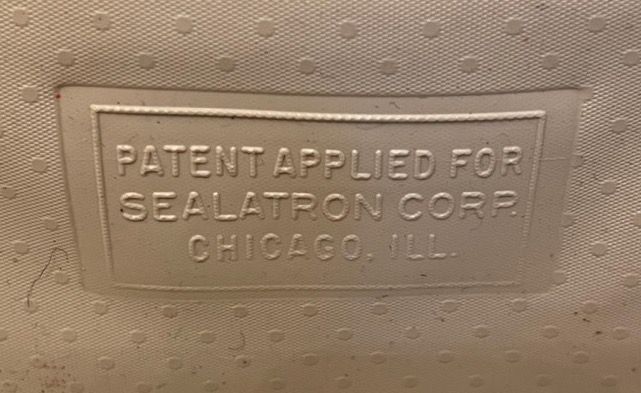 PATENT APPLIED FOR
SEALATRON CORP.
CHICAGO, ILL.